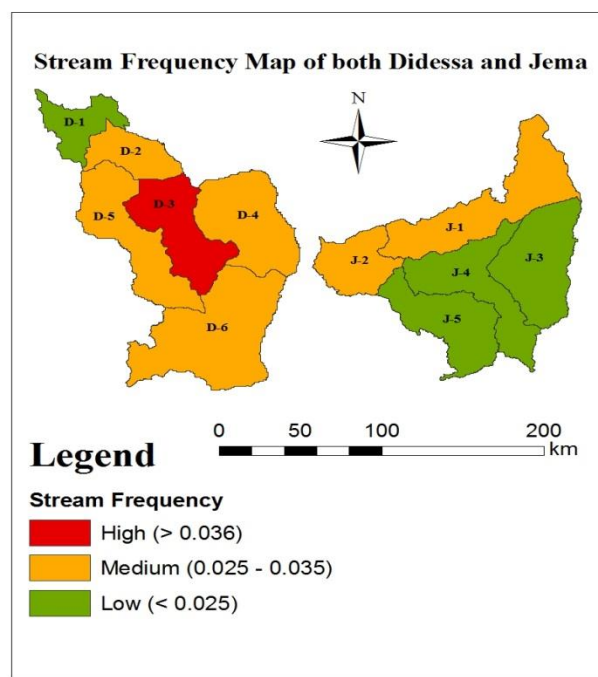 Stream Frequency Map of both Didessa and Jema
N
D-1
D-2
D-3
D-5
D-4
D-6
J-1
J-2
J-4
J-3
J-5
0 50 100 200
km
Legend
Stream Frequency
High (> 0.036)
Medium (0.025 - 0.035)
Low (< 0.025)